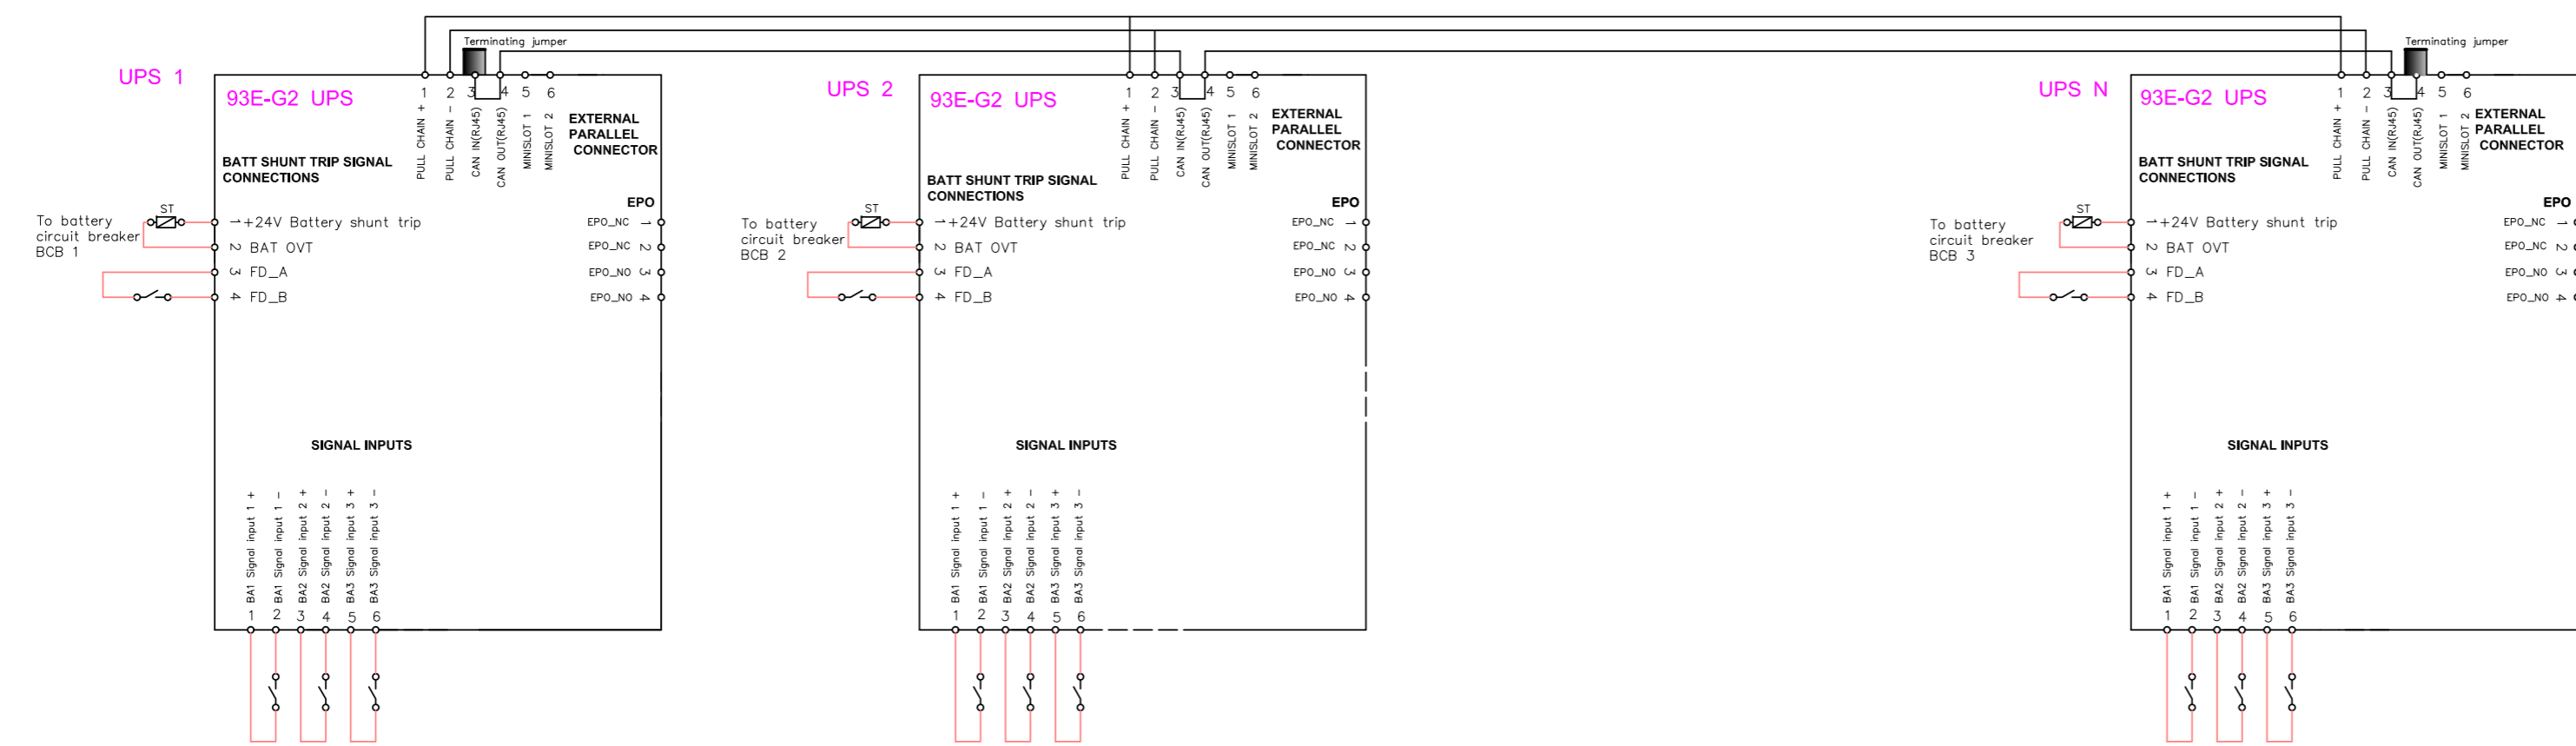 Terminating jumper
Terminating jumper
UPS 1
93E-G2 UPS
1 2 3 4 5 6
PULL CHAIN +
PULL CHAIN -
CAN IN(RJ45)
CAN OUT(RJ45)
MINISLOT 1
MINISLOT 2
EXTERNAL
PARALLEL
CONNECTOR
BATT SHUNT TRIP SIGNAL
CONNECTIONS
To battery
circuit breaker
BCB 1
ST
1 +24V Battery shunt trip
2 BAT OVT
3 FD_A
4 FD_B
EPO
EPO_NC 1
EPO_NC 2
EPO_NO 3
EPO_NO 4
SIGNAL INPUTS
BA1 Signal input 1 +
BA1 Signal input 1 -
BA2 Signal input 2 +
BA2 Signal input 2 -
BA3 Signal input 3 +
BA3 Signal input 3 -
1 2 3 4 5 6
UPS 2
93E-G2 UPS
1 2 3 4 5 6
PULL CHAIN +
PULL CHAIN -
CAN IN(RJ45)
CAN OUT(RJ45)
MINISLOT 1
MINISLOT 2
EXTERNAL
PARALLEL
CONNECTOR
BATT SHUNT TRIP SIGNAL
CONNECTIONS
To battery
circuit breaker
BCB 2
ST
1 +24V Battery shunt trip
2 BAT OVT
3 FD_A
4 FD_B
EPO
EPO_NC 1
EPO_NC 2
EPO_NO 3
EPO_NO 4
SIGNAL INPUTS
BA1 Signal input 1 +
BA1 Signal input 1 -
BA2 Signal input 2 +
BA2 Signal input 2 -
BA3 Signal input 3 +
BA3 Signal input 3 -
1 2 3 4 5 6
UPS N
93E-G2 UPS
1 2 3 4 5 6
PULL CHAIN +
PULL CHAIN -
CAN IN(RJ45)
CAN OUT(RJ45)
MINISLOT 1
MINISLOT 2
EXTERNAL
PARALLEL
CONNECTOR
BATT SHUNT TRIP SIGNAL
CONNECTIONS
To battery
circuit breaker
BCB 3
ST
1 +24V Battery shunt trip
2 BAT OVT
3 FD_A
4 FD_B
EPO
EPO_NC 1
EPO_NC 2
EPO_NO 3
EPO_NO 4
SIGNAL INPUTS
BA1 Signal input 1 +
BA1 Signal input 1 -
BA2 Signal input 2 +
BA2 Signal input 2 -
BA3 Signal input 3 +
BA3 Signal input 3 -
1 2 3 4 5 6